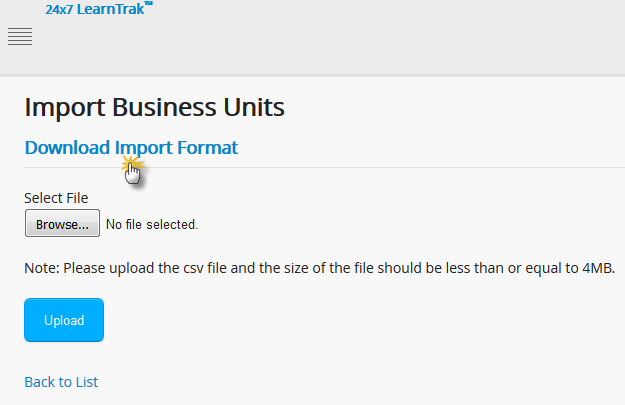 24x7 LearnTrak™
Import Business Units
Download Import Format
Select File
Browse... No file selected.
Note: Please upload the csv file and the size of the file should be less than or equal to 4MB.
Upload
Back to List